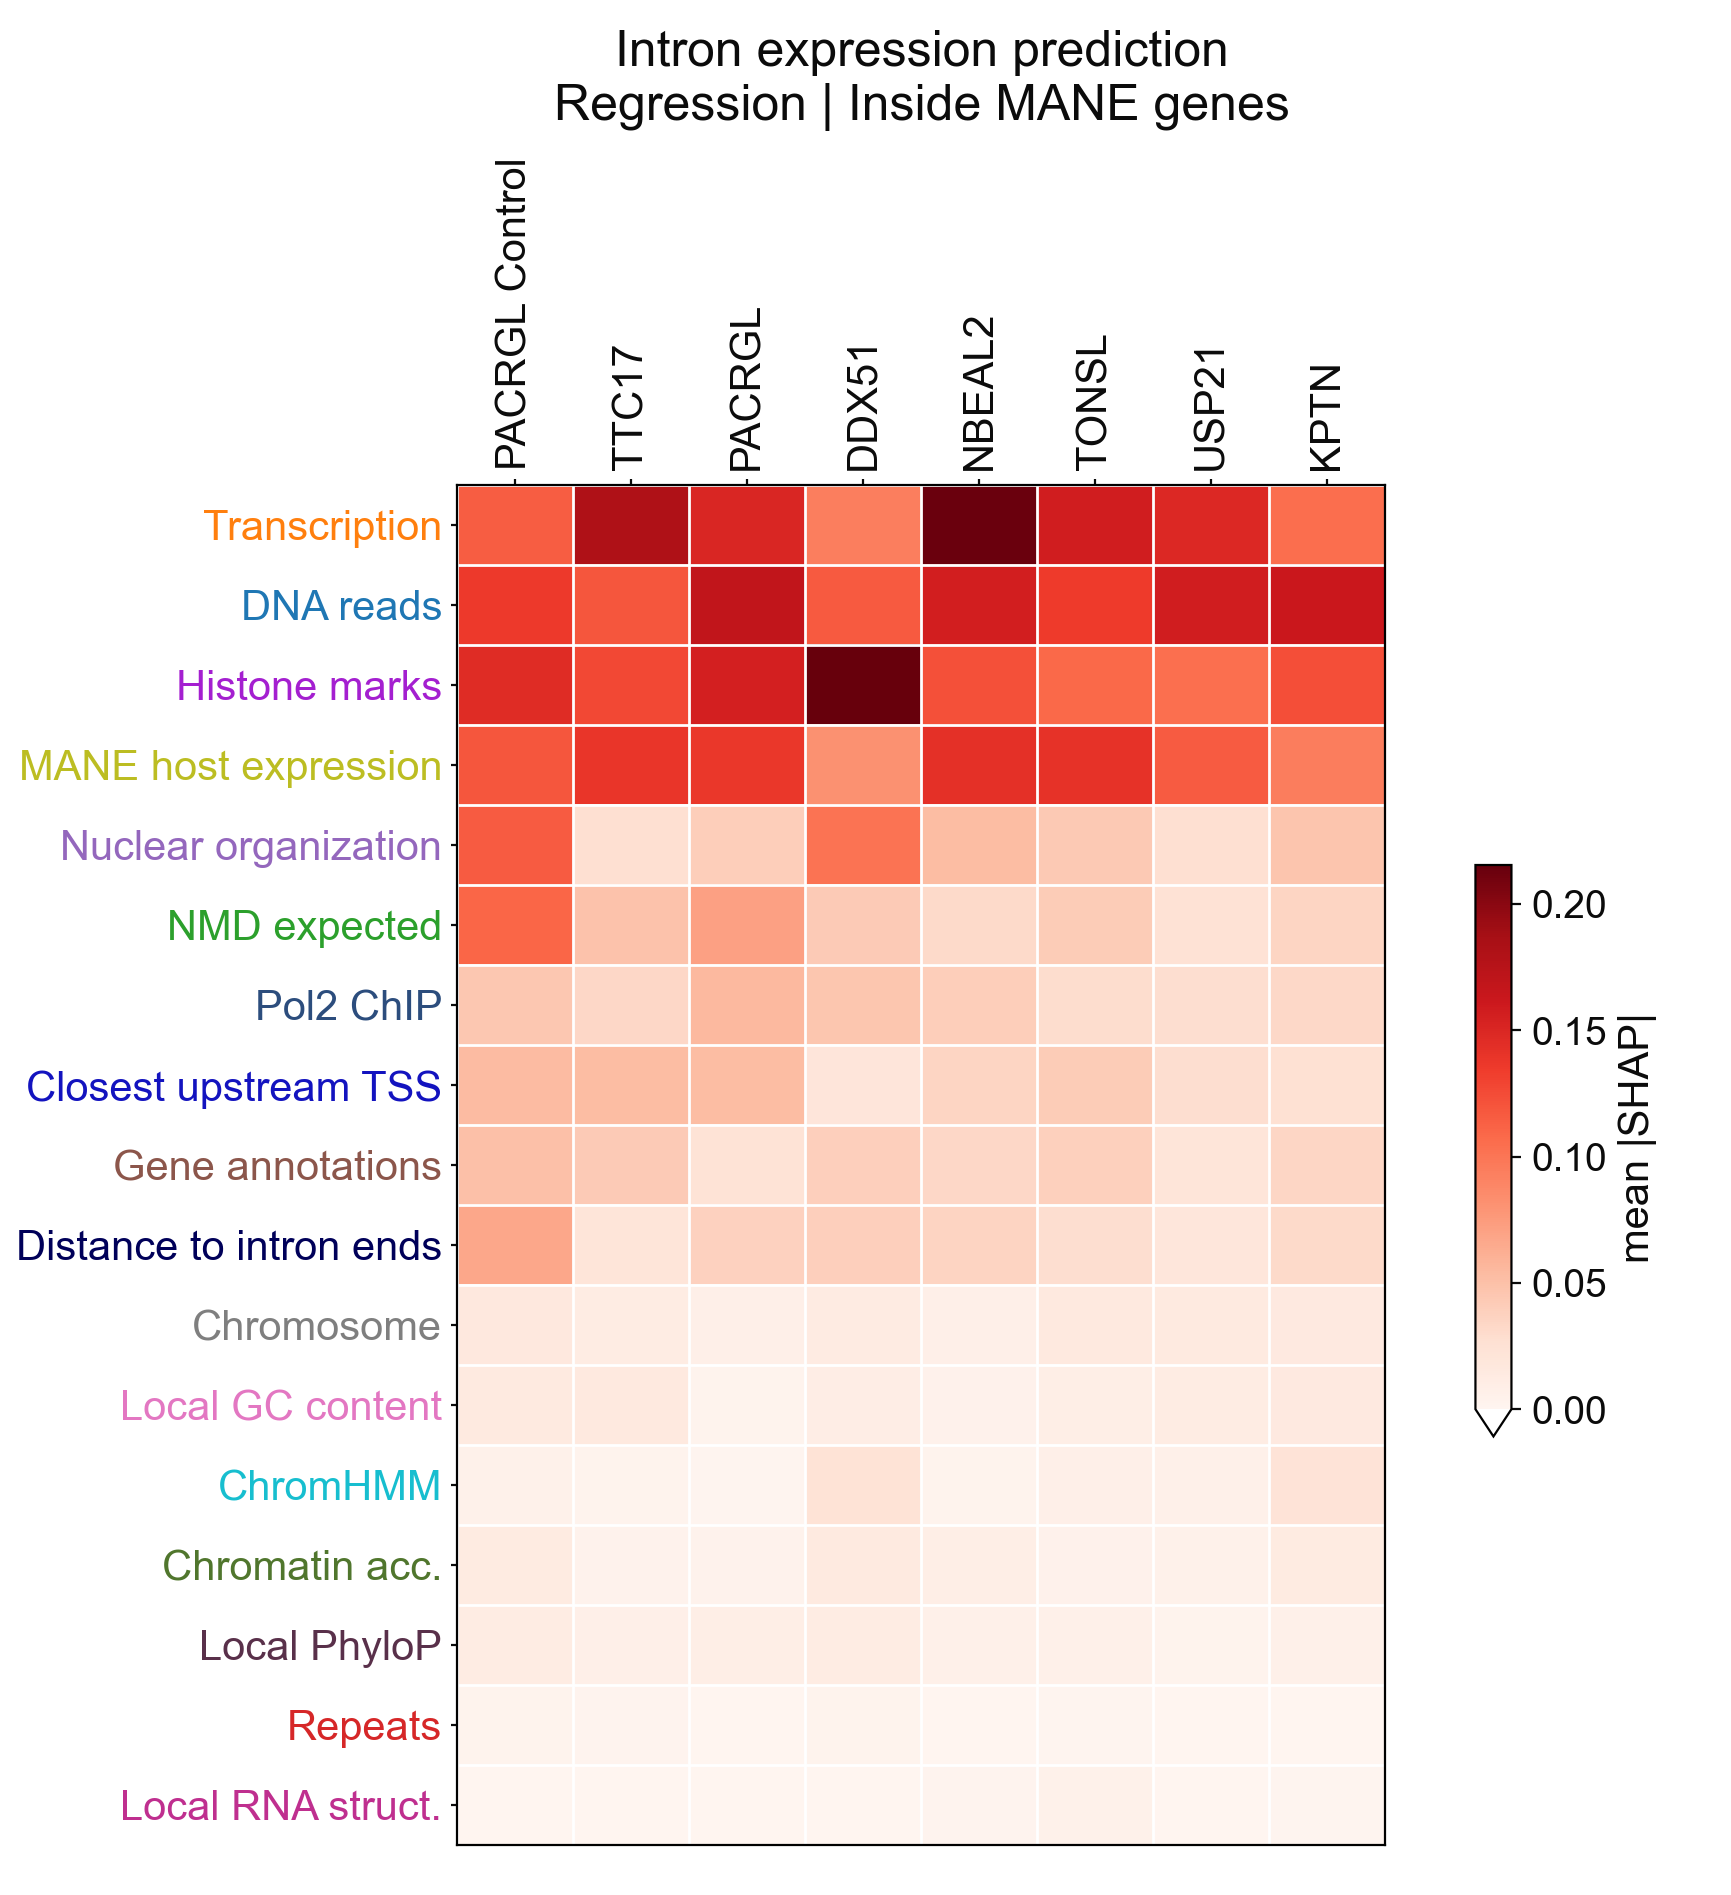 Intron expression prediction
Regression | Inside MANE genes
PACRGL Control
TTC17
PACRGL
DDX51
NBEAL2
TONSL
USP21
KPTN
Transcription
DNA reads
Histone marks
MANE host expression
Nuclear organization
NMD expected
Pol2 ChIP
Closest upstream TSS
Gene annotations
Distance to intron ends
Chromosome
Local GC content
ChromHMM
Chromatin acc.
Local PhyloP
Repeats
Local RNA struct.
0.20
0.15
0.10
0.05
0.00
mean |SHAP|